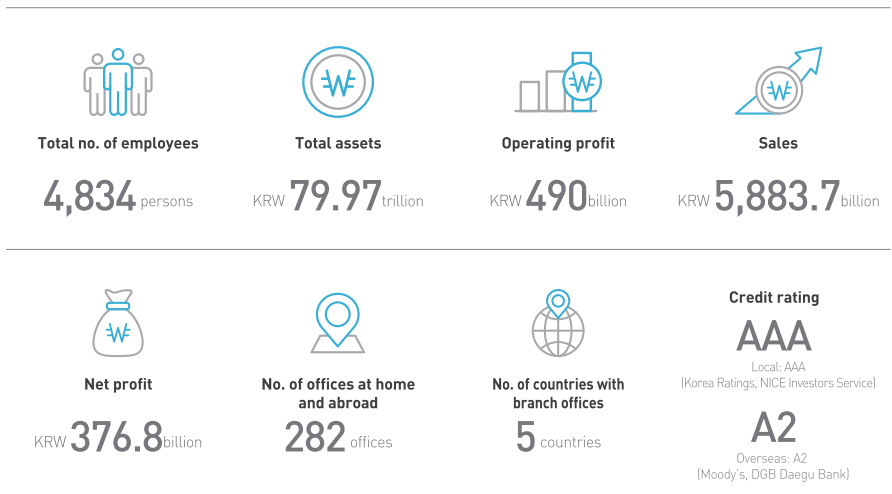 Total no. of employees
4,834 persons
Total assets
KRW 79.97 trillion
Operating profit
KRW 490 billion
Sales
KRW 5,883.7 billion
Net profit
KRW 376.8 billion
No. of offices at home
and abroad
282 offices
No. of countries with
branch offices
5 countries
Credit rating
AAA
Local: AAA
(Korea Ratings, NICE Investors Service)
A2
Overseas: A2
(Moody's, DGB Daegu Bank)